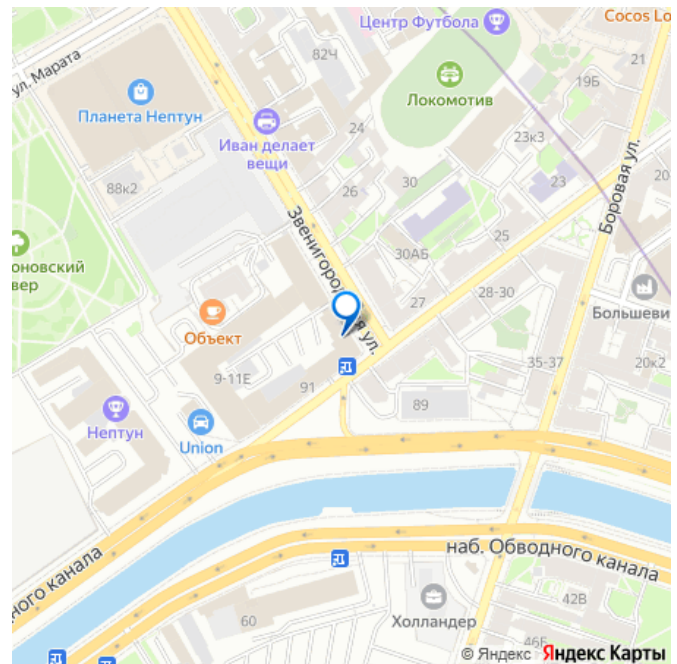 Центр Футбола
Cocos Lo
ул. Марата
82Ч
21
Планета Нептун
Локомотив
19Б
Иван делает
вещи
24
23к3
88к2
26
30
23
20
Боровая ул.
Звенигородская ул.
оновский
вер
30АБ
25
27
28-30
Большеви
Объект
9-11Е
91
35-37
20к2
89
Нептун
Union
дного канала
наб. Обводного канала
60
Холландер
42В
46Б
© Яндекс Яндекс Карты